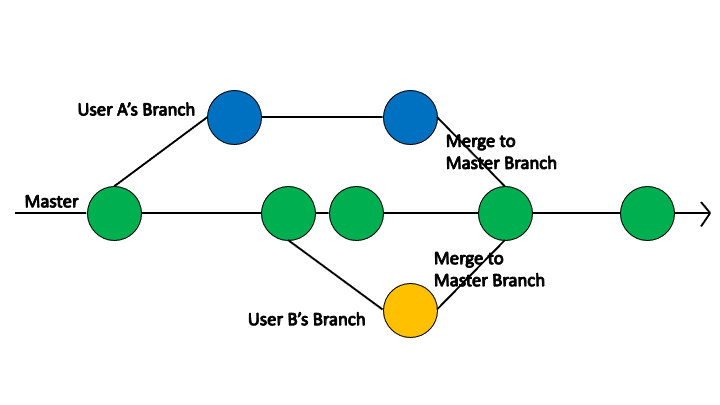 User A's Branch
Merge to
Master Branch
Master
Merge to
Master Branch
User B's Branch